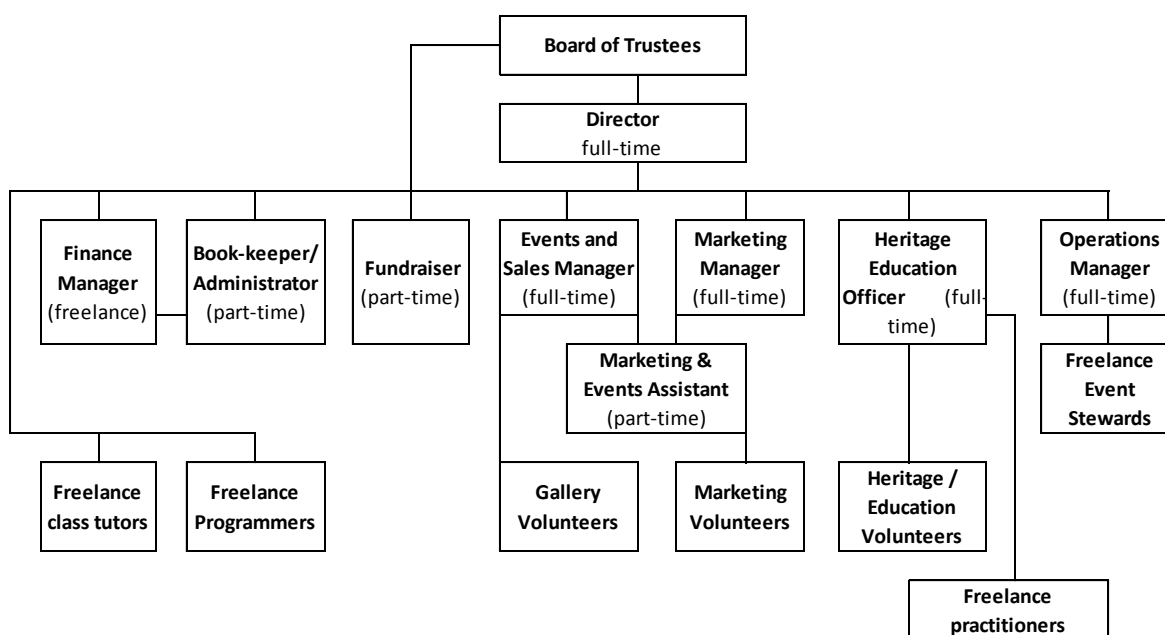 Board of Trustees
Director
full-time
Finance
Manager
(freelance)
Book-keeper/
Administrator
(part-time)
Fundraiser
(part-time)
Events and
Sales Manager
(full-time)
Marketing
Manager
(full-time)
Heritage
Education
Officer (full-
time)
Operations
Manager
(full-time)
Marketing &
Events Assistant
(part-time)
Freelance
Event
Stewards
Freelance
class tutors
Freelance
Programmers
Gallery
Volunteers
Marketing
Volunteers
Heritage /
Education
Volunteers
Freelance
practitioners